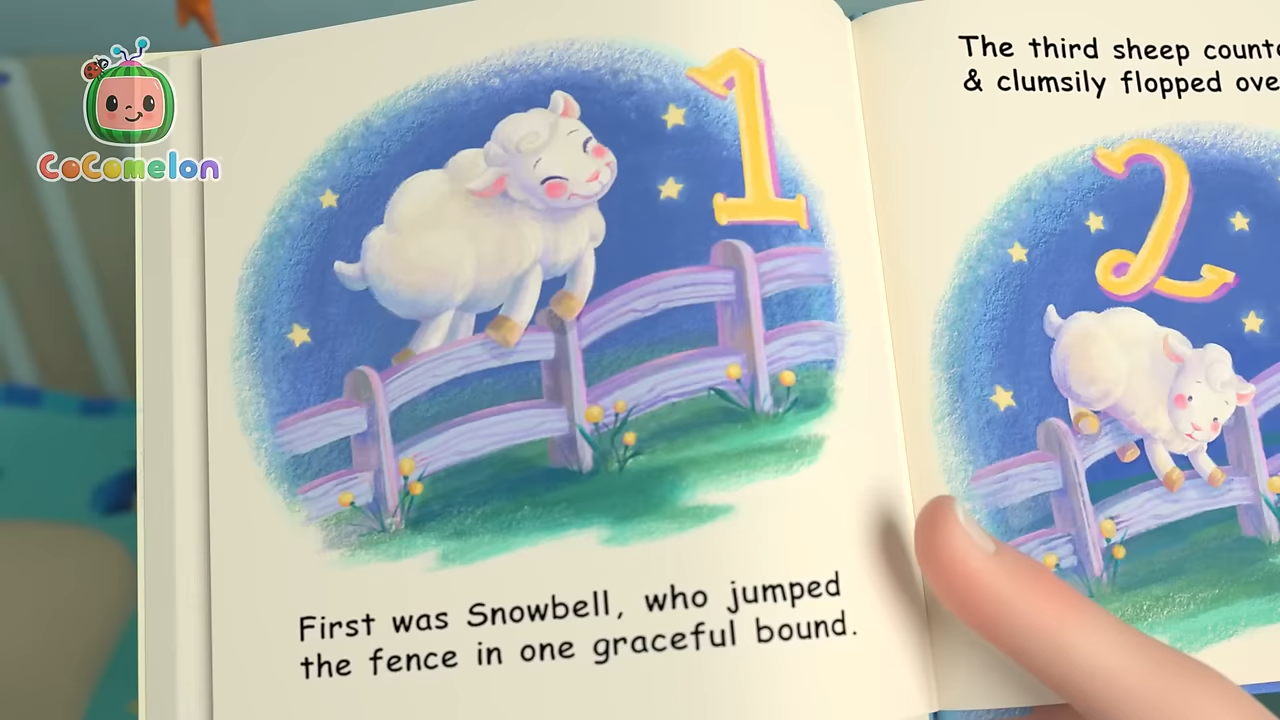 CoComelon
1
First was Snowbell, who jumped
the fence in one graceful bound.
The third sheep
& clumsily flopped
2